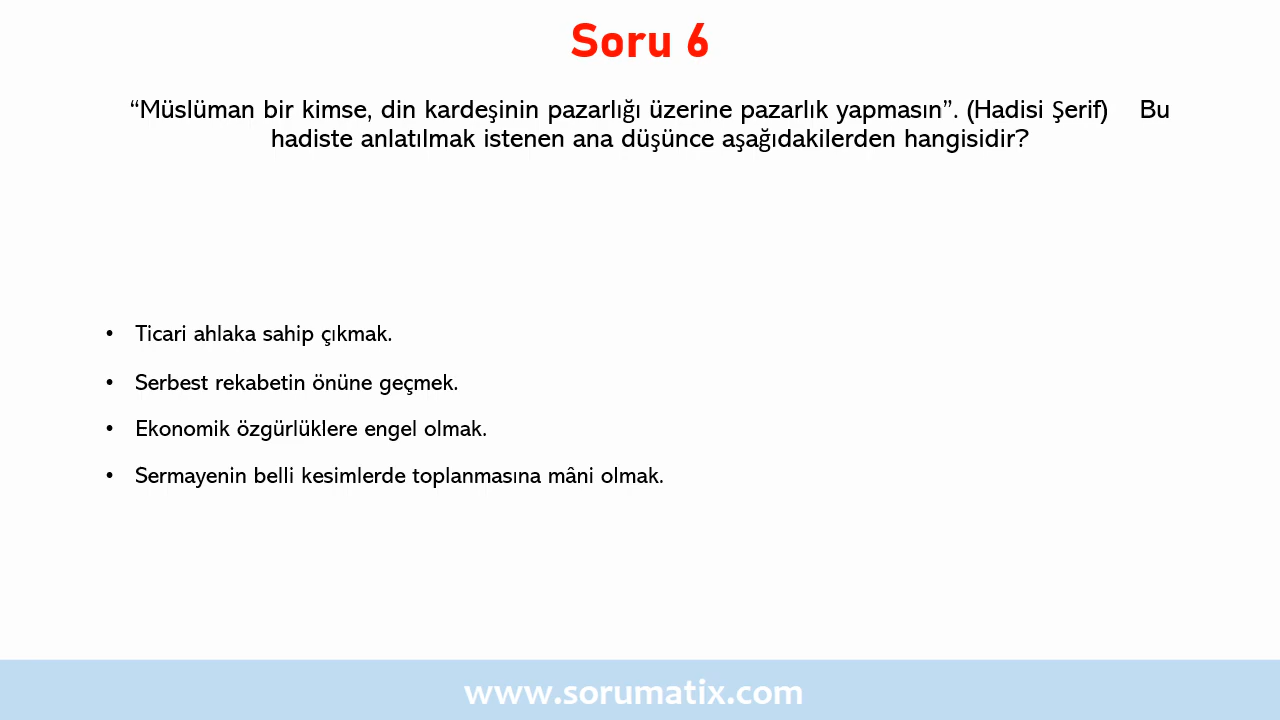 Soru 6
“Müslüman bir kimse, din kardeşinin pazarlığı üzerine pazarlık yapmasın”. (Hadisi Şerif) Bu
hadiste anlatılmak istenen ana düşünce aşağıdakilerden hangisidir?
• Ticari ahlaka sahip çıkmak.
• Serbest rekabetin önüne geçmek.
• Ekonomik özgürlüklere engel olmak.
• Sermayenin belli kesimlerde toplanmasına mâni olmak.
www.sorumatix.com